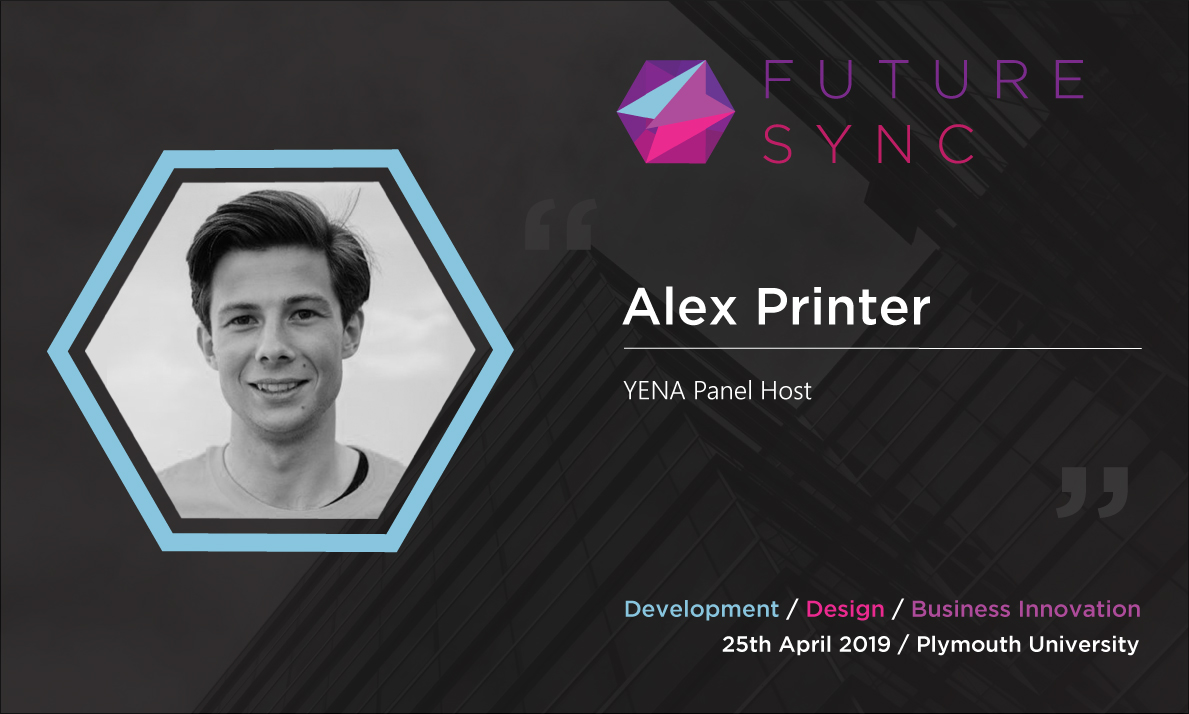 FUTURE
SYNC
“
Alex Printer
YENA Panel Host
”
Development / Design / Business Innovation
25th April 2019 / Plymouth University